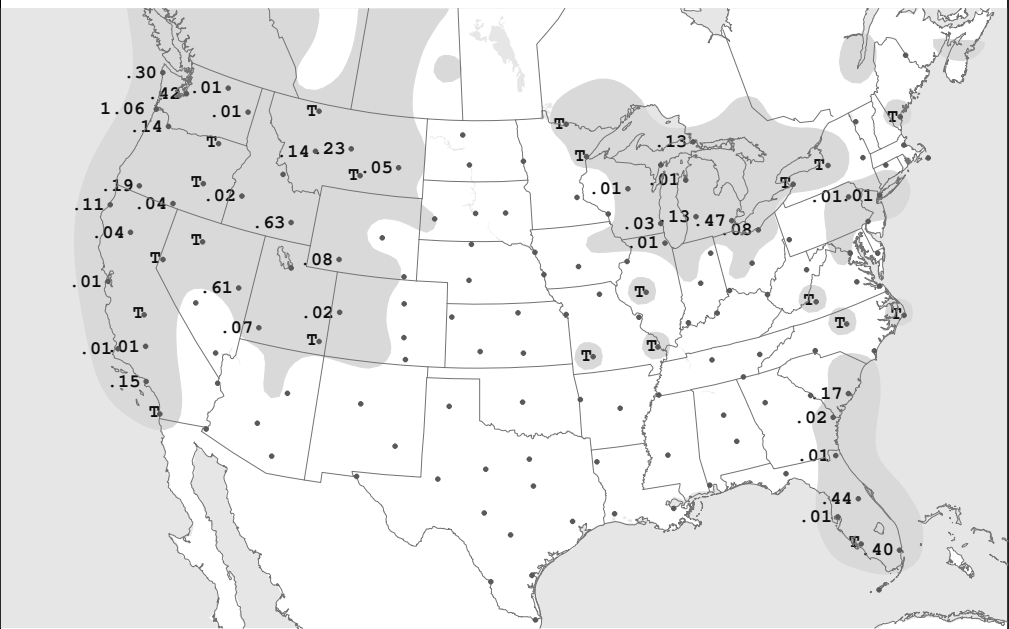 .30
.42 .01
1.06 .01 T T
.14 .13
T .14 .23 T
T .05 T
.19 T .02 .01 .01 T
.11 .04 .01 .01
.63 .03 .13 .47
.04 T .01 .08
T .08
.01 .61 T T
T .02 T
.07 T
.01 .01 T T T
.15
T .17
.02
.01
.44
.01
T .40